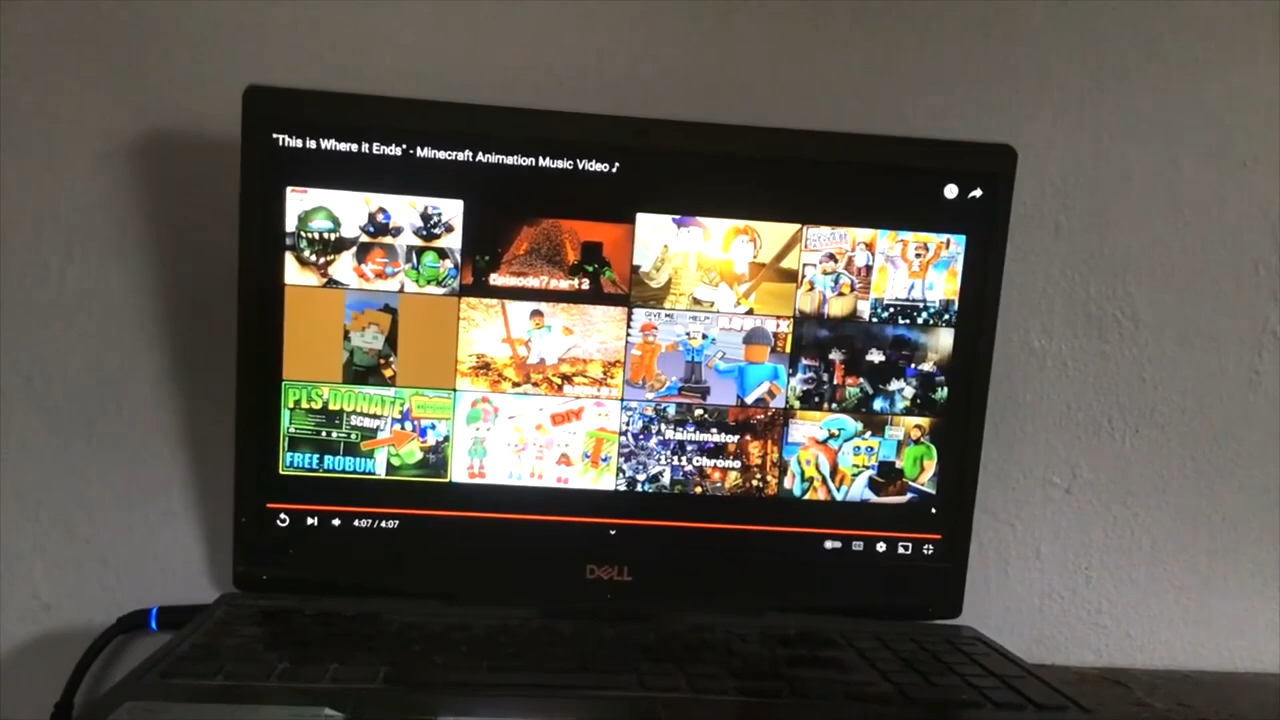 "This is Where it Ends" - Minecraft Animation Music Video ♪
Episode 7 part 2
GIVE ME
HELP!
ROBLOX
PLS DONATE
SCRIPT
FREE ROBUX
DIY
Rainimator
1-11 Chrono
4:07 / 4:07
CC
DELL